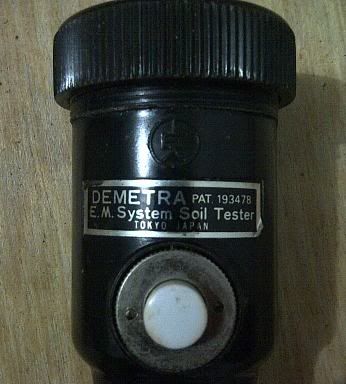 DEMETRA PAT. 193478
E.M. System Soil Tester
TOKYO JAPAN